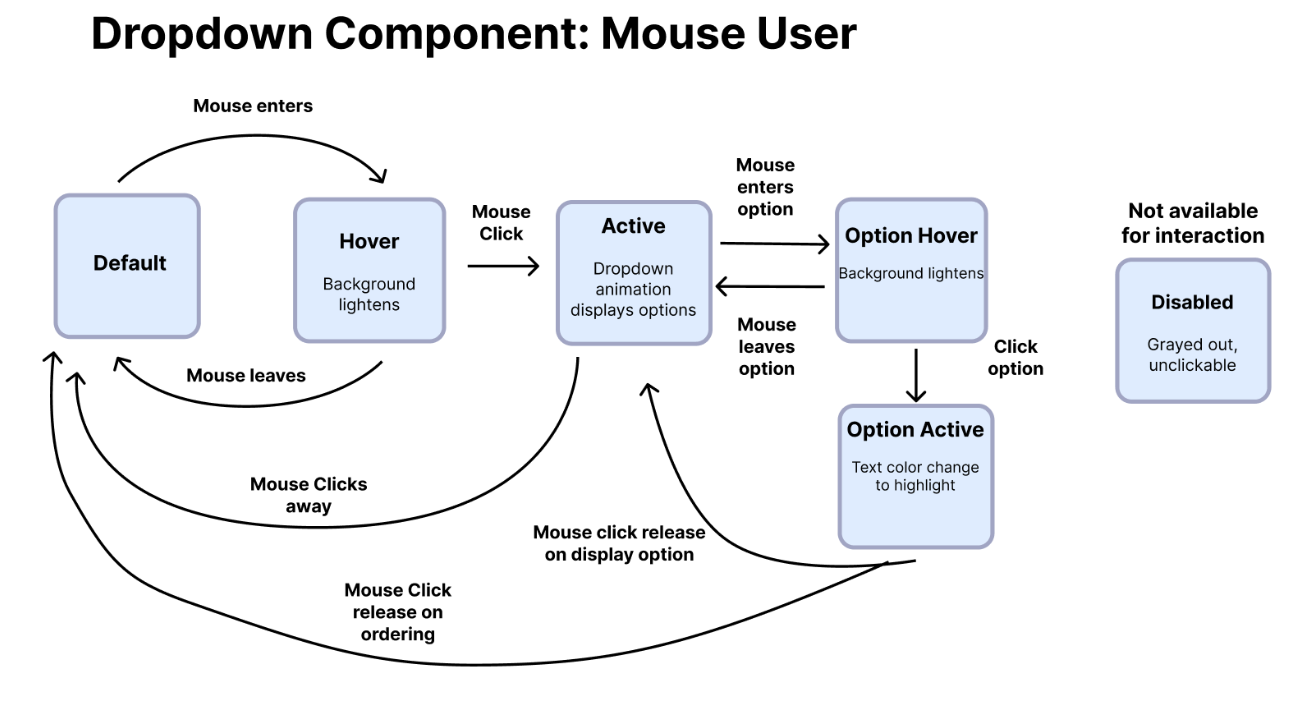 Dropdown Component: Mouse User
Mouse enters
Default
Hover
Background
lightens
Mouse
Click
Active
Dropdown
animation
displays options
Mouse
enters
option
Option Hover
Background lightens
Mouse
leaves
option
Click
option
Not available
for interaction
Disabled
Grayed out,
unclickable
Mouse leaves
Option Active
Text color change
to highlight
Mouse Clicks
away
Mouse click release
on display option
Mouse Click
release on
ordering